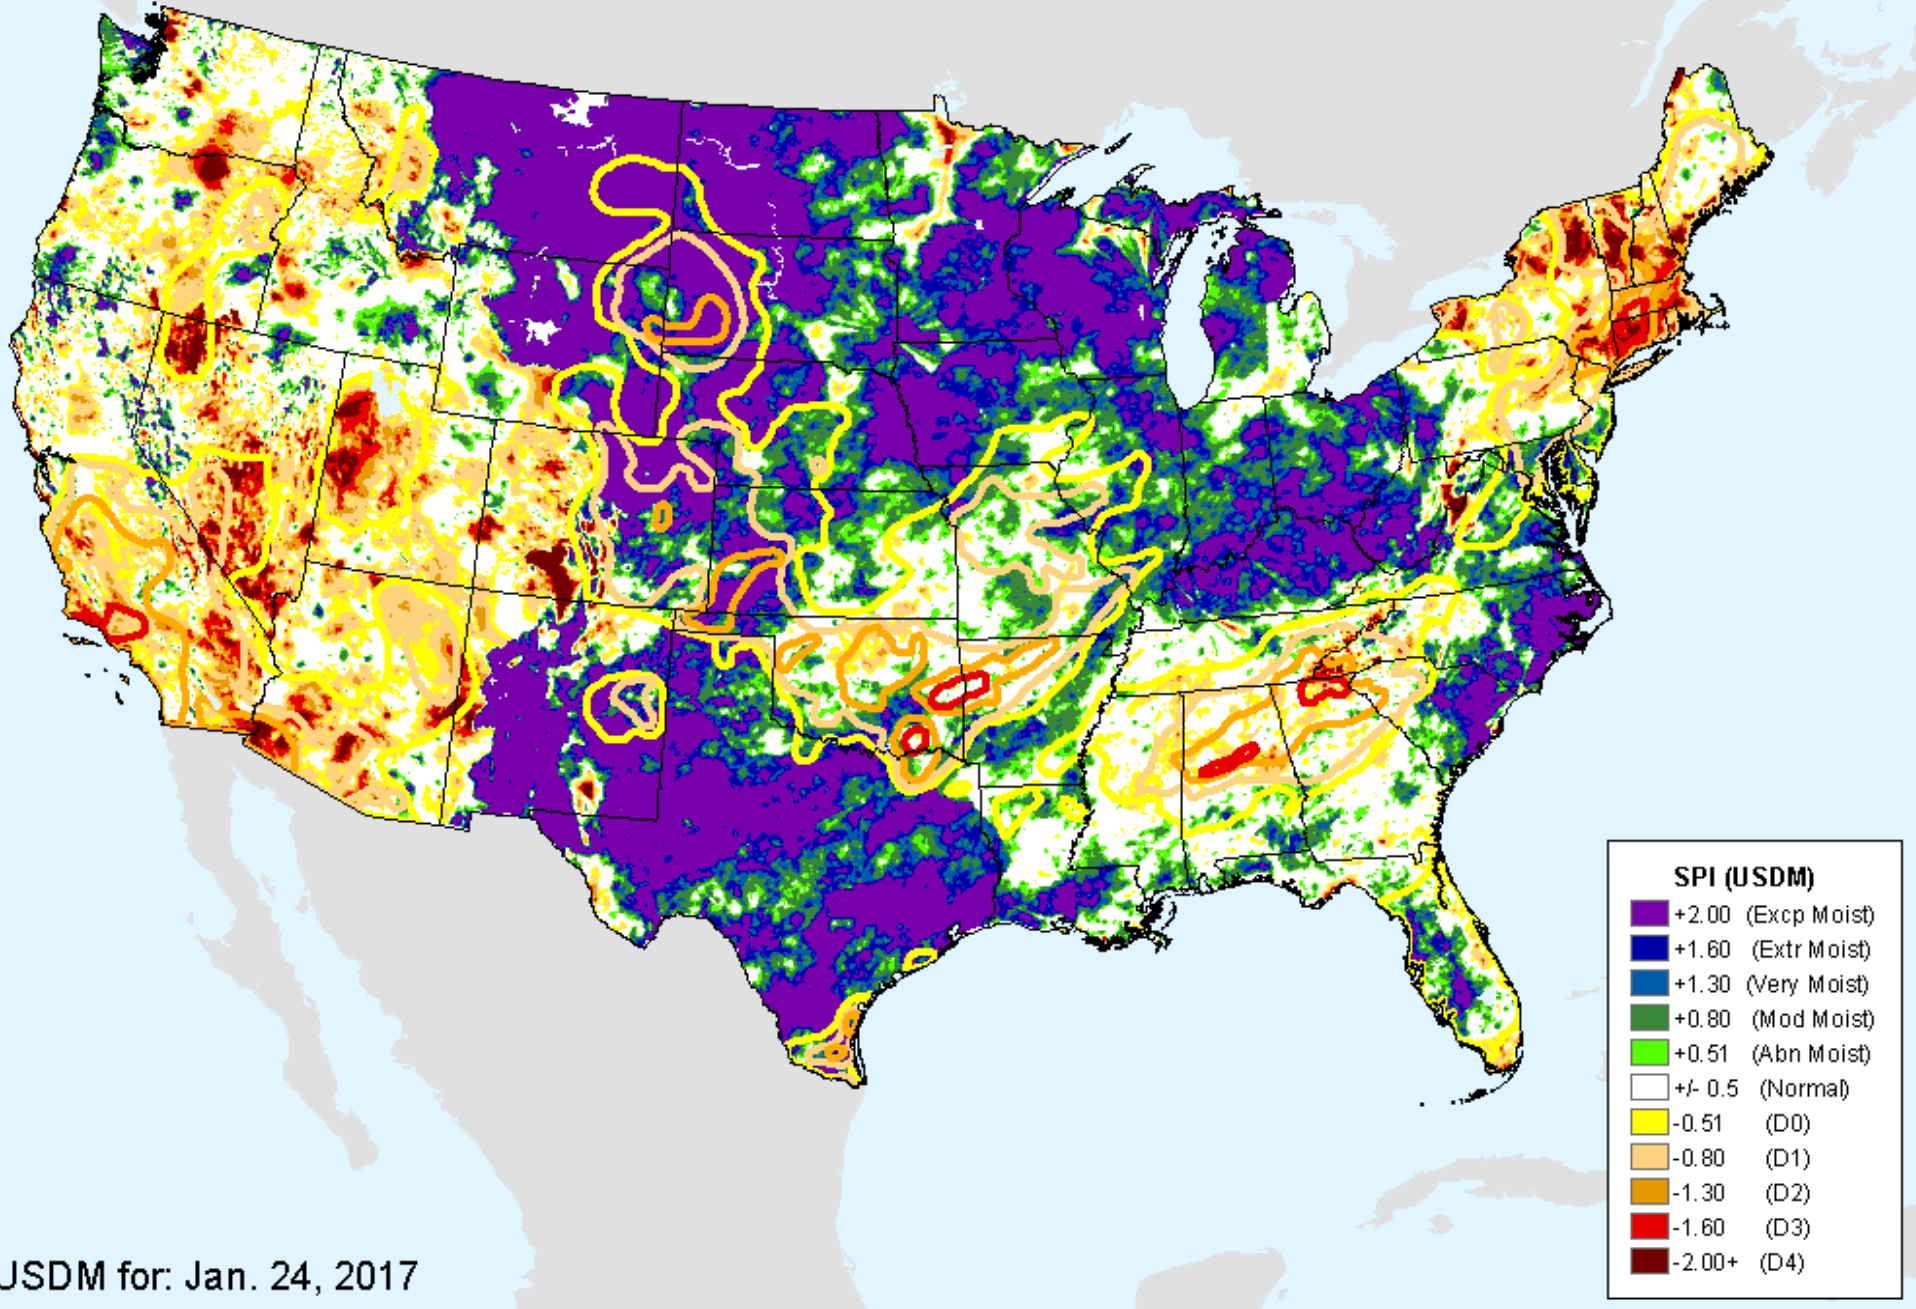 SPI (USDM)
+2.00 (Excp Moist)
+1.60 (Extr Moist)
+1.30 (Very Moist)
+0.80 (Mod Moist)
+0.51 (Abn Moist)
+/- 0.5 (Normal)
-0.51 (D0)
-0.80 (D1)
-1.30 (D2)
-1.60 (D3)
-2.00+ (D4)
USDM for: Jan. 24, 2017